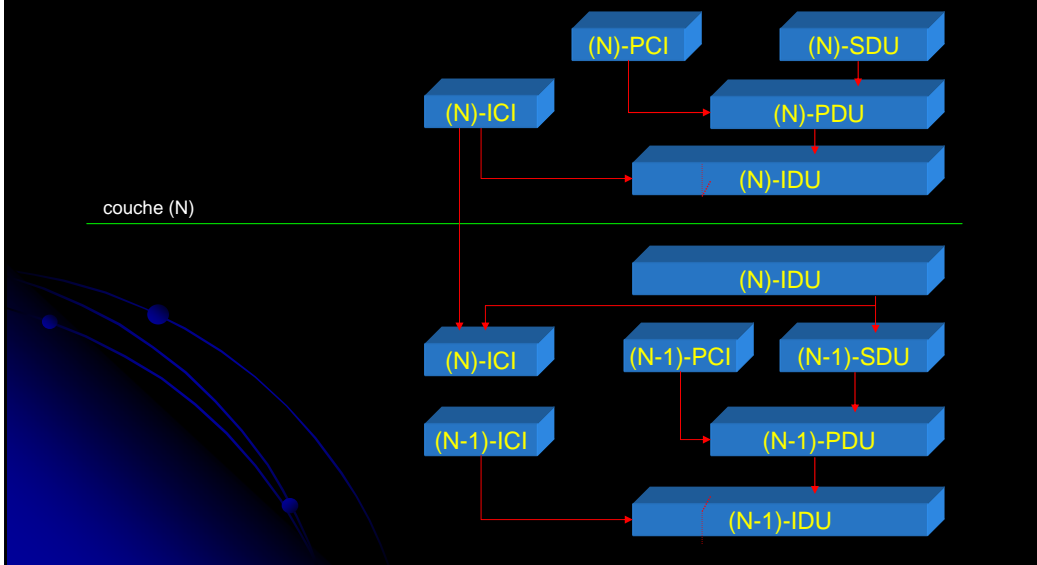 (N)-PCI
(N)-SDU
(N)-ICI
(N)-PDU
(N)-IDU
couche (N)
(N)-IDU
(N)-ICI
(N-1)-PCI
(N-1)-SDU
(N-1)-ICI
(N-1)-PDU
(N-1)-IDU